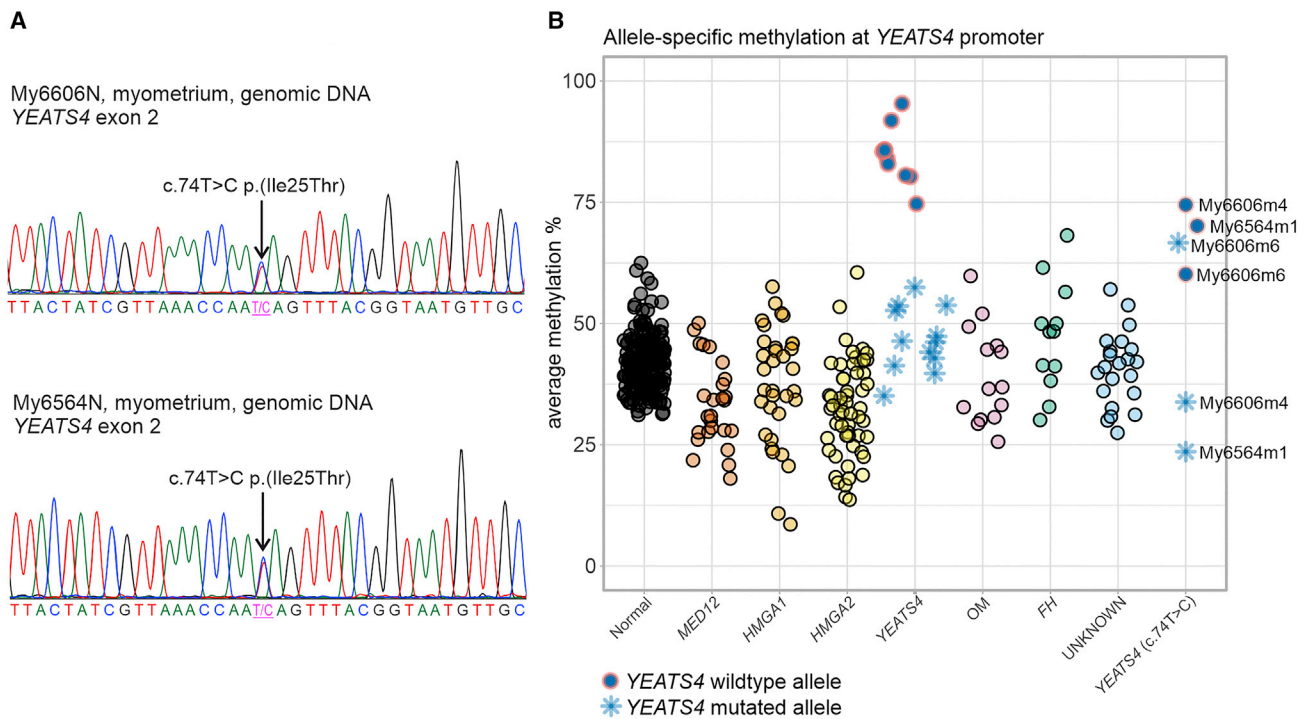 A
My6606N, myometrium, genomic DNA
YEATS4 exon 2
c.74T>C p.(Ile25Thr)
TTACTATCGTTAAACCAAT/CAGTTTACGGTAATGTTGC
My6564N, myometrium, genomic DNA
YEATS4 exon 2
c.74T>C p.(Ile25Thr)
TTACTATCGTTAAACCAAT/CAGTTTACGGTAATGTTGC
B
Allele-specific methylation at YEATS4 promoter
average methylation %
100
75
50
25
0
My6606m4
My6564m1
My6606m6
My6606m6
My6606m4
My6564m1
Normal
MED12
HMGA1
HMGA2
YEATS4
OM
FH
UNKNOWN
YEATS4 (c.74T>C)
YEATS4 wildtype allele
YEATS4 mutated allele